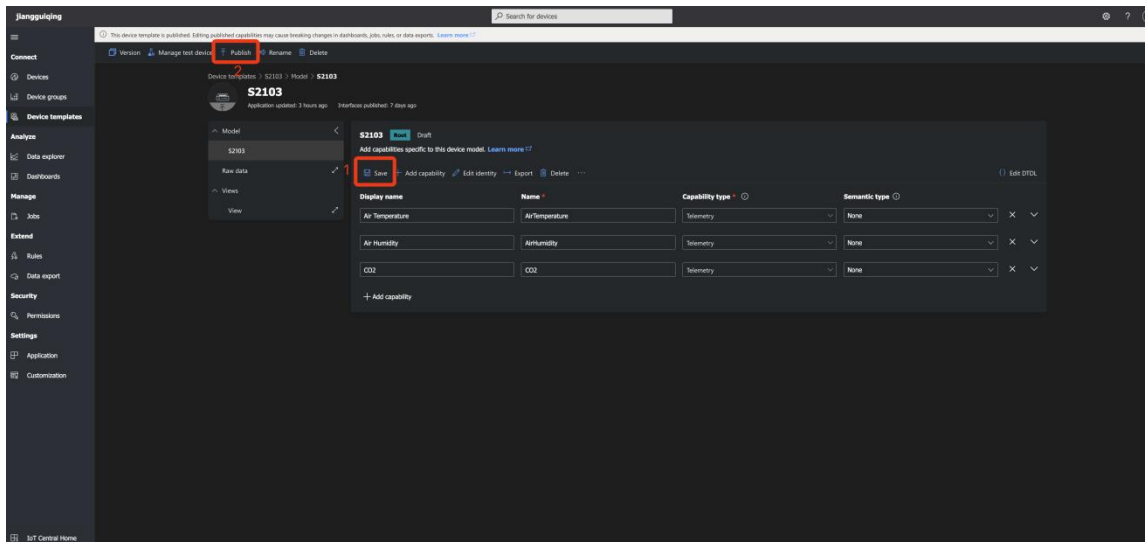 jiangguiqing
Search for devices
?
This device template is published. Editing published capabilities may cause breaking changes in dashboards, jobs, rules, or data exports. Learn more
Version Manage test device Publish Rename Delete
2
Connect
Devices
Device groups
Device templates
Analyze
Data explorer
Dashboards
Manage
Jobs
Extend
Rules
Data export
Security
Permissions
Settings
Application
Customization
IoT Central Home
Device templates > S2103 > Model > S2103
S2103
Application updated: 3 hours ago Interfaces published: 7 days ago
Model
S2103
Raw data
Views
View
S2103 Root Draft
Add capabilities specific to this device model. Learn more
1
Save + Add capability Edit identity Export Delete ... {} Edit DTDL
Display name Name * Capability type * Semantic type
Air Temperature AirTemperature Telemetry None
Air Humidity AirHumidity Telemetry None
CO2 CO2 Telemetry None
+ Add capability